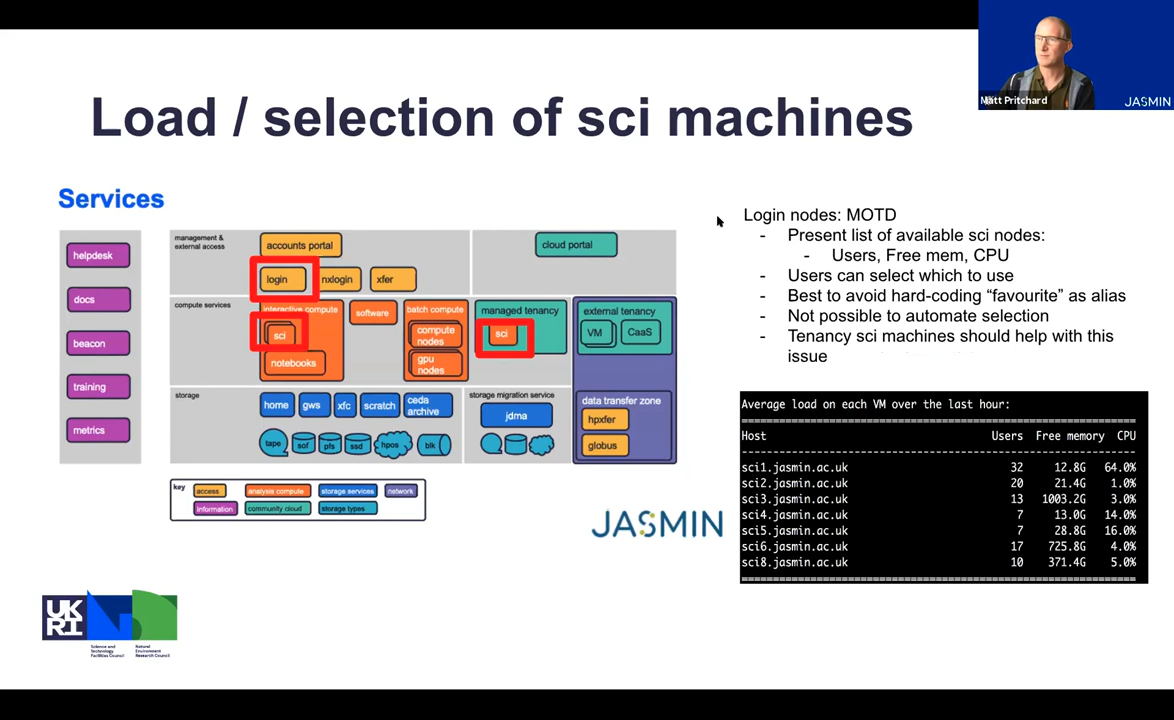 Matt Pritchard
JASMIN
Load / selection of sci machines
Services
helpdesk
docs
beacon
training
metrics
management &
external access
accounts portal
cloud portal
login
nxlogin
xfer
compute services
interactive compute
sci
notebooks
software
batch compute
compute
nodes
gpu
nodes
managed tenancy
sci
external tenancy
VM
CaaS
storage
home
gws
xfc
scratch
ceda
archive
tape
sof
pfs
ssd
hpos
blk
storage migration service
jdma
data transfer zone
hpxfer
globus
key
access
analysis compute
storage services
network
information
community cloud
storage types
JASMIN
Login nodes: MOTD
- Present list of available sci nodes:
- Users, Free mem, CPU
- Users can select which to use
- Best to avoid hard-coding “favourite” as alias
- Not possible to automate selection
- Tenancy sci machines should help with this
issue
Average load on each VM over the last hour:
Host Users Free memory CPU
sci1.jasmin.ac.uk 32 12.8G 64.0%
sci2.jasmin.ac.uk 20 21.4G 1.0%
sci3.jasmin.ac.uk 13 1003.2G 3.0%
sci4.jasmin.ac.uk 7 13.0G 14.0%
sci5.jasmin.ac.uk 7 28.8G 16.0%
sci6.jasmin.ac.uk 17 725.8G 4.0%
sci8.jasmin.ac.uk 10 371.4G 5.0%
UK
RI
Science and
Technology
Facilities Council
Natural
Environment
Research Council